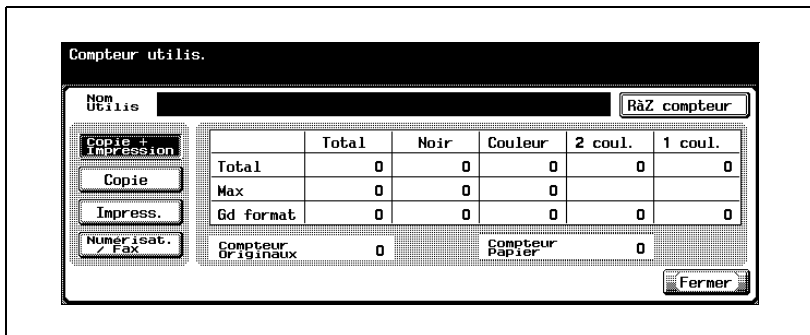 Compteur utilis.
Nom
Utilis
RàZ compteur
Copie +
Impression
Copie
Impress.
Numérisat.
/ Fax
Total Noir Couleur 2 coul. 1 coul.
Total 0 0 0 0 0
Max 0 0 0
Gd format 0 0 0 0 0
Compteur
Originaux 0
Compteur
Papier 0
Fermer